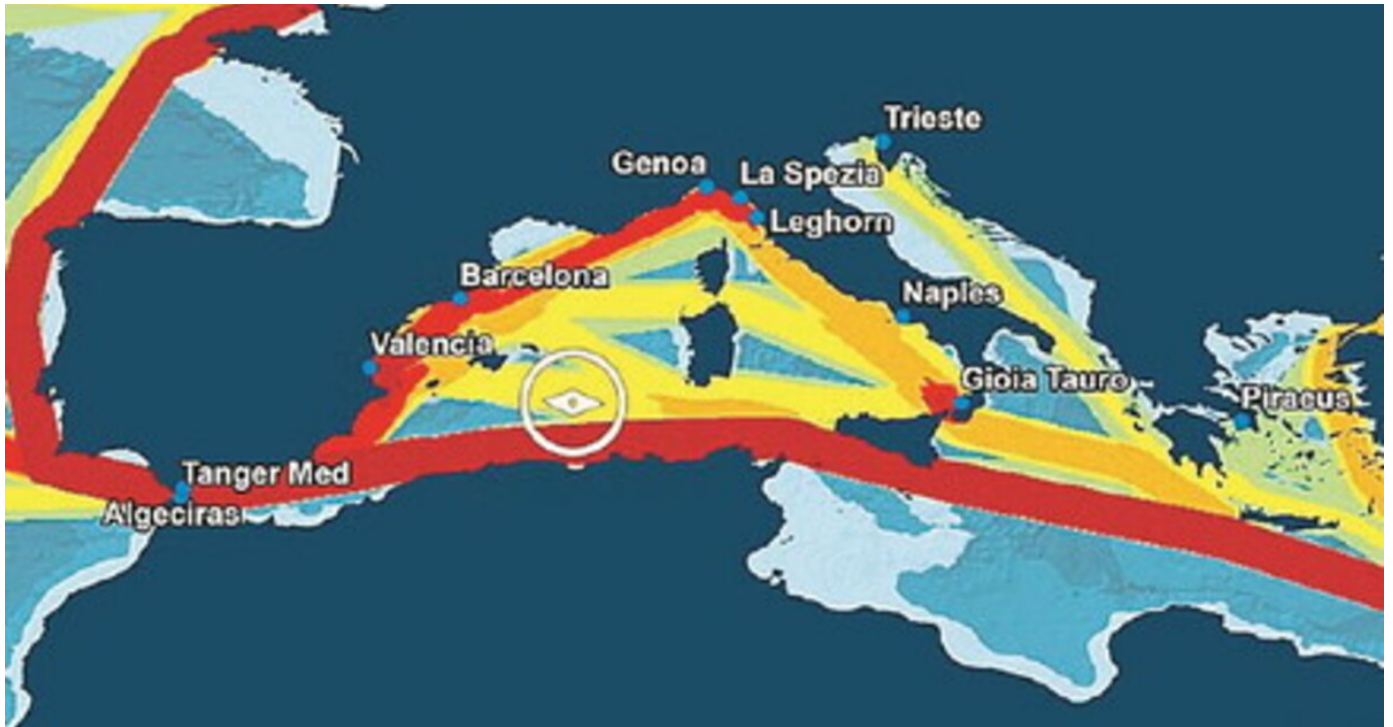 Trieste
Genoa
La Spezia
Leghorn
Barcelona
Naples
Valencia
Gioia Tauro
Piraeus
Tanger Med
Algeciras